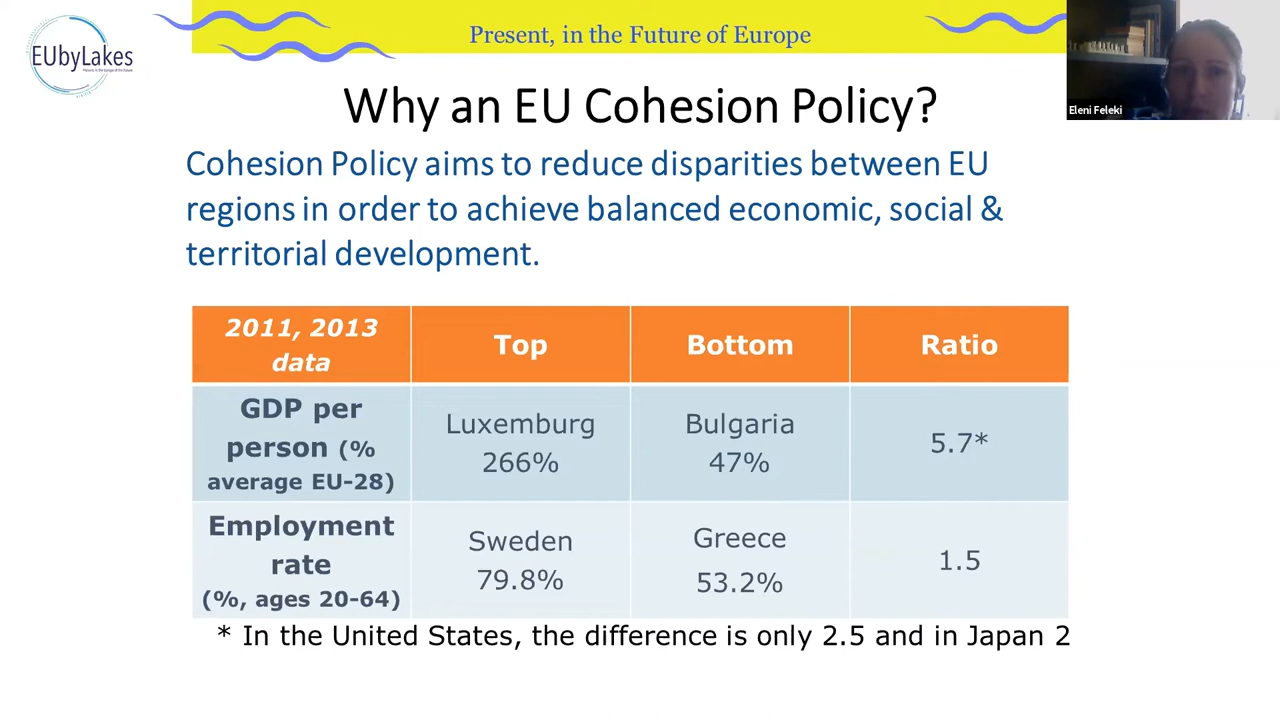 EUbyLakes
Present, in the Future of Europe
Eleni Feleki
Why an EU Cohesion Policy?
Cohesion Policy aims to reduce disparities between EU
regions in order to achieve balanced economic, social &
territorial development.
2011, 2013
data
Top
Bottom
Ratio
GDP per
person (%
average EU-28)
Luxemburg
266%
Bulgaria
47%
5.7*
Employment
rate
(%, ages 20-64)
Sweden
79.8%
Greece
53.2%
1.5
* In the United States, the difference is only 2.5 and in Japan 2